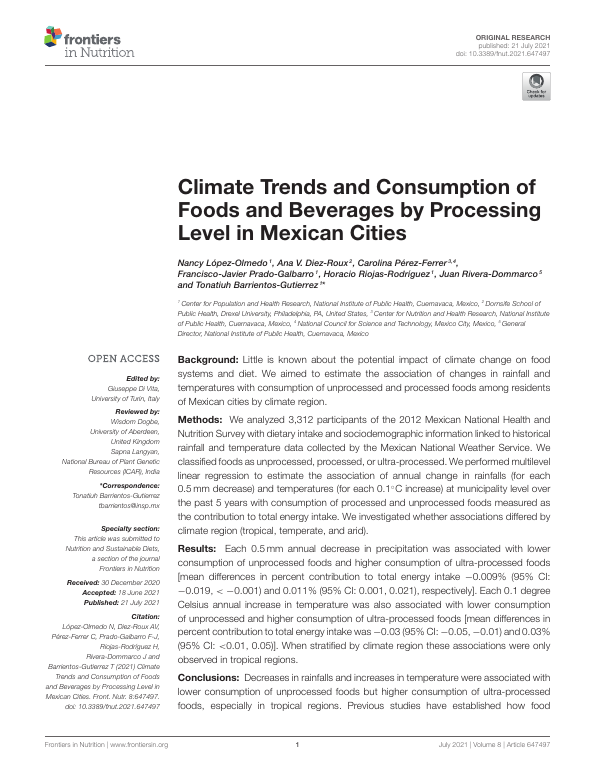 frontiers
in Nutrition
ORIGINAL RESEARCH
published: 21 July 2021
doi: 10.3389/fnut.2021.647497
Check for
updates
Climate Trends and Consumption of
Foods and Beverages by Processing
Level in Mexican Cities
Nancy López-Olmedo 1, Ana V. Diez-Roux 2, Carolina Pérez-Ferrer 3,4,
Francisco-Javier Prado-Galbarro 1, Horacio Riojas-Rodríguez 1, Juan Rivera-Dommarco 5
and Tonatiuh Barrientos-Gutierrez 1*
1 Center for Population and Health Research, National Institute of Public Health, Cuernavaca, Mexico, 2 Dornsife School of
Public Health, Drexel University, Philadelphia, PA, United States, 3 Center for Nutrition and Health Research, National Institute
of Public Health, Cuernavaca, Mexico, 4 National Council for Science and Technology, Mexico City, Mexico, 5 General
Director, National Institute of Public Health, Cuernavaca, Mexico
OPEN ACCESS
Edited by:
Giuseppe Di Vita,
University of Turin, Italy
Reviewed by:
Wisdom Dogbe,
University of Aberdeen,
United Kingdom
Sapna Langyan,
National Bureau of Plant Genetic
Resources (ICAR), India
*Correspondence:
Tonatiuh Barrientos-Gutierrez
tbarrientos@insp.mx
Specialty section:
This article was submitted to
Nutrition and Sustainable Diets,
a section of the journal
Frontiers in Nutrition
Received: 30 December 2020
Accepted: 18 June 2021
Published: 21 July 2021
Citation:
López-Olmedo N, Diez-Roux AV,
Pérez-Ferrer C, Prado-Galbarro F-J,
Riojas-Rodríguez H,
Rivera-Dommarco J and
Barrientos-Gutierrez T (2021) Climate
Trends and Consumption of Foods
and Beverages by Processing Level in
Mexican Cities. Front. Nutr. 8:647497.
doi: 10.3389/fnut.2021.647497
Background: Little is known about the potential impact of climate change on food
systems and diet. We aimed to estimate the association of changes in rainfall and
temperatures with consumption of unprocessed and processed foods among residents
of Mexican cities by climate region.
Methods: We analyzed 3,312 participants of the 2012 Mexican National Health and
Nutrition Survey with dietary intake and sociodemographic information linked to historical
rainfall and temperature data collected by the Mexican National Weather Service. We
classified foods as unprocessed, processed, or ultra-processed. We performed multilevel
linear regression to estimate the association of annual change in rainfall (for each
0.5 mm decrease) and temperatures (for each 0.1°C increase) at municipality level over
the past 5 years with consumption of processed and unprocessed foods measured as
the contribution to total energy intake. We investigated whether associations differed by
climate region (tropical, temperate, and arid).
Results: Each 0.5 mm annual decrease in precipitation was associated with lower
consumption of unprocessed foods and higher consumption of ultra-processed foods
[mean differences in percent contribution to total energy intake −0.009% (95% CI:
−0.019, < −0.001) and 0.011% (95% CI: 0.001, 0.021), respectively]. Each 0.1 degree
Celsius annual increase in temperature was also associated with lower consumption
of unprocessed and higher consumption of ultra-processed foods [mean differences in
percent contribution to total energy intake was −0.03 (95% CI: −0.05, −0.01) and 0.03%
(95% CI: <0.01, 0.05)]. When stratified by climate region these associations were only
observed in tropical regions.
Conclusions: Decreases in rainfalls and increases in temperature were associated with
lower consumption of unprocessed foods but higher consumption of ultra-processed
foods, especially in tropical regions. Previous studies have established how food
Frontiers in Nutrition | www.frontiersin.org
1
July 2021 | Volume 8 | Article 647497